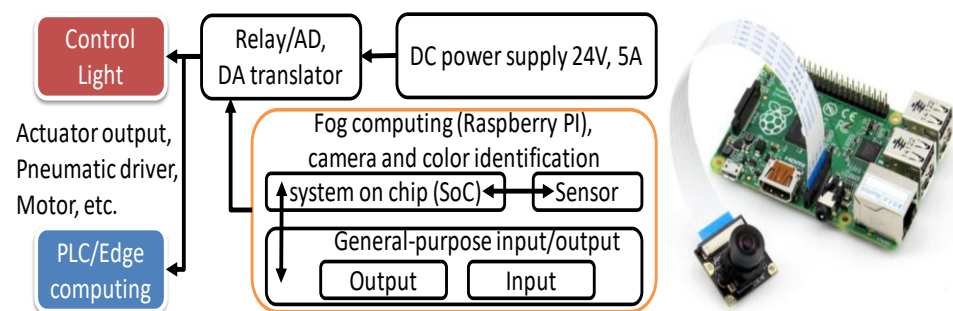 Control
Light
Relay/AD,
DA translator
DC power supply 24V, 5A
Actuator output,
Pneumatic driver,
Motor, etc.
PLC/Edge
computing
Fog computing (Raspberry PI),
camera and color identification
system on chip (SoC)
Sensor
General-purpose input/output
Output
Input
HDMI